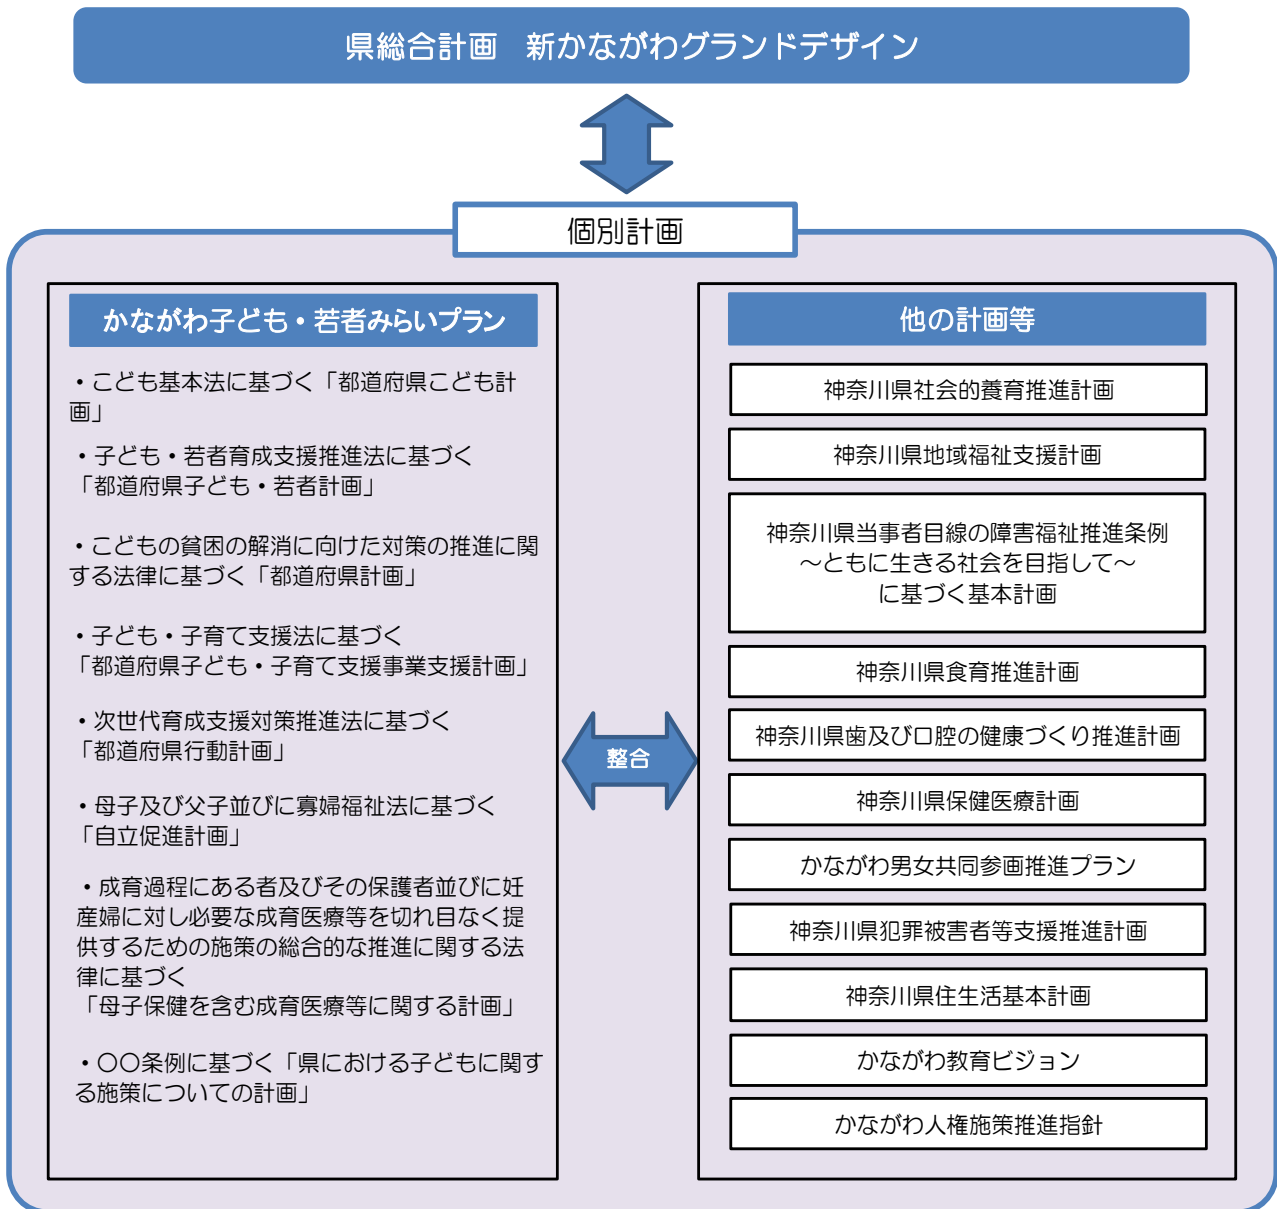 県総合計画　新かながわグランドデザイン
個別計画
かながわ子ども・若者みらいプラン
・こども基本法に基づく「都道府県こども計
画」
・子ども・若者育成支援推進法に基づく
「都道府県子ども・若者計画」
・こどもの貧困の解消に向けた対策の推進に関
する法律に基づく「都道府県計画」
・子ども・子育て支援法に基づく
「都道府県子ども・子育て支援事業支援計画」
・次世代育成支援対策推進法に基づく
「都道府県行動計画」
・母子及び父子並びに寡婦福祉法に基づく
「自立促進計画」
・成育過程にある者及びその保護者並びに妊
産婦に対し必要な成育医療等を切れ目なく提
供するための施策の総合的な推進に関する法
律に基づく
「母子保健を含む成育医療等に関する計画」
・〇〇条例に基づく「県における子どもに関す
る施策についての計画」
整合
他の計画等
神奈川県社会的養育推進計画
神奈川県地域福祉支援計画
神奈川県当事者目線の障害福祉推進条例
～ともに生きる社会を目指して～
に基づく基本計画
神奈川県食育推進計画
神奈川県歯及び口腔の健康づくり推進計画
神奈川県保健医療計画
かながわ男女共同参画推進プラン
神奈川県犯罪被害者等支援推進計画
神奈川県住生活基本計画
かながわ教育ビジョン
かながわ人権施策推進指針